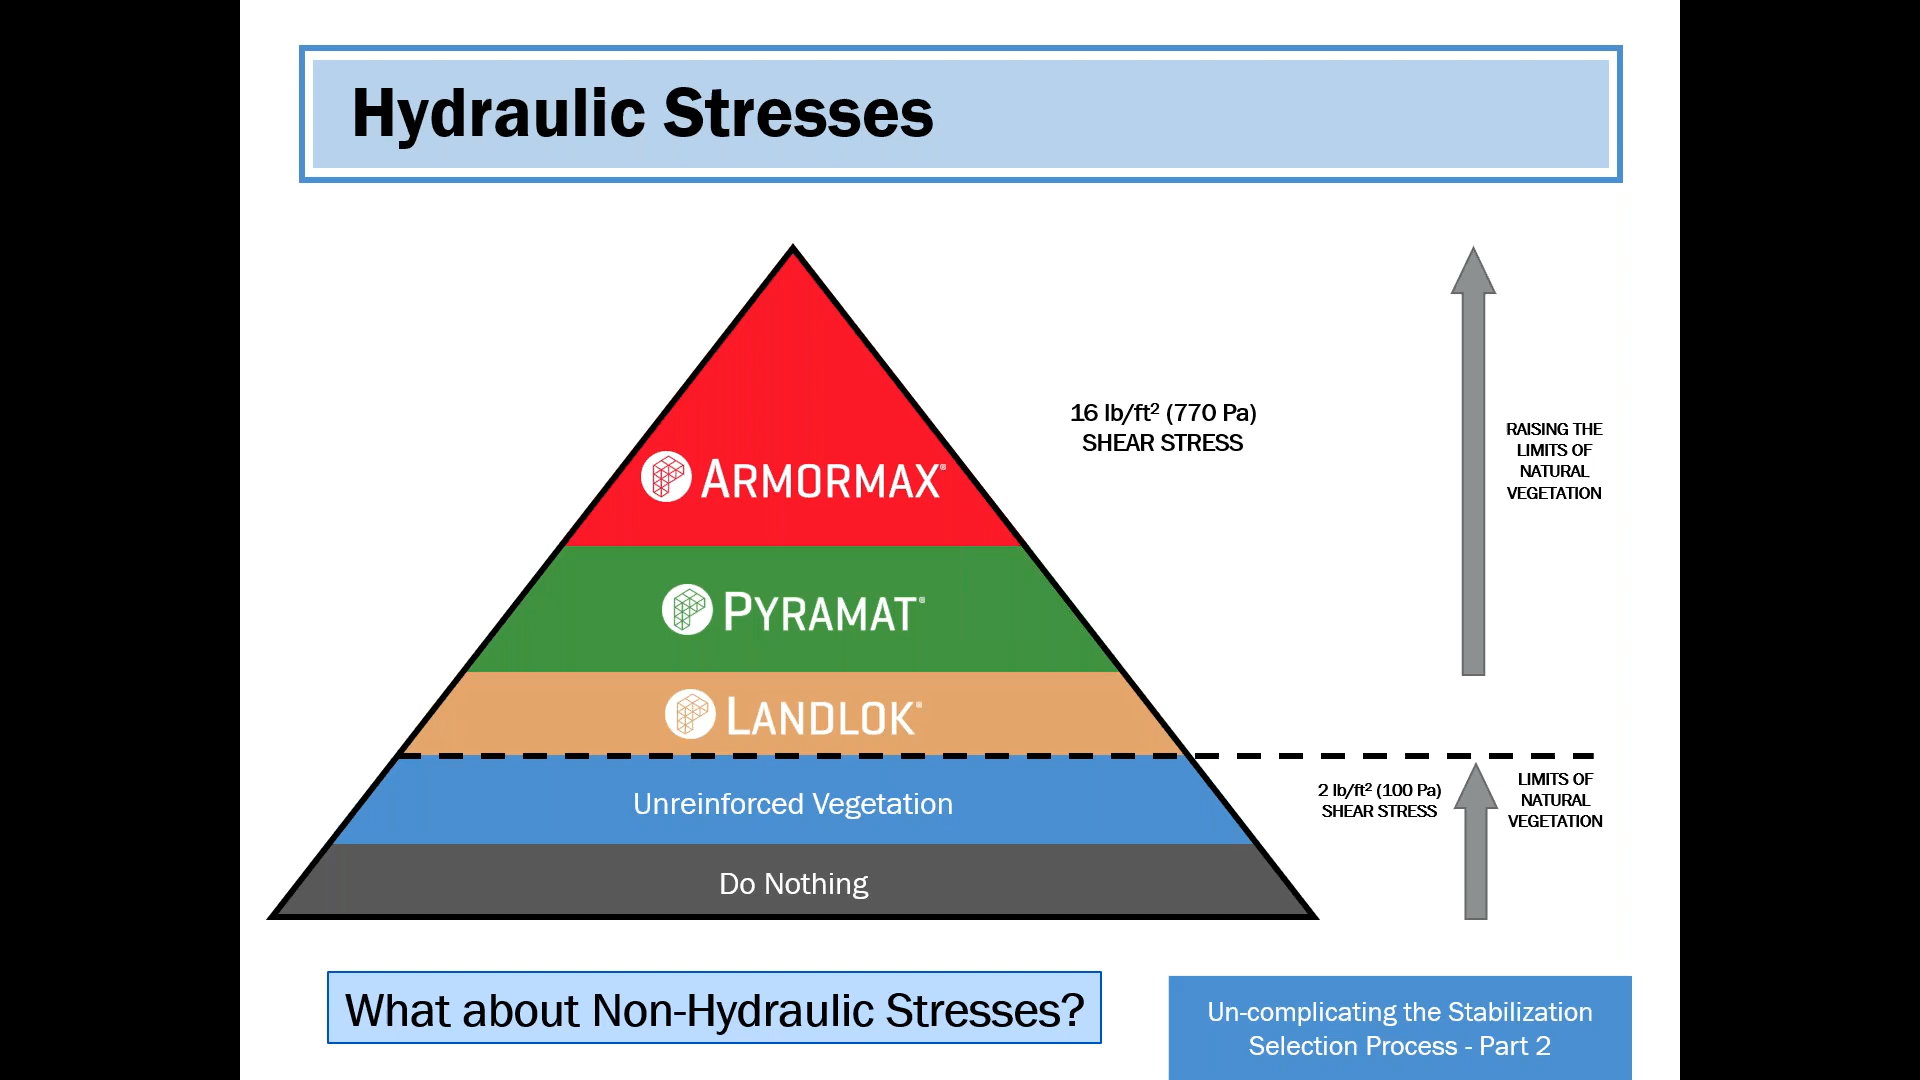 Hydraulic Stresses
16 lb/ft² (770 Pa)
SHEAR STRESS
RAISING THE
LIMITS OF
NATURAL
VEGETATION
ARMORMAX®
PYRAMAT®
LANDLOK®
Unreinforced Vegetation
2 lb/ft² (100 Pa)
SHEAR STRESS
LIMITS OF
NATURAL
VEGETATION
Do Nothing
What about Non-Hydraulic Stresses?
Un-complicating the Stabilization
Selection Process - Part 2